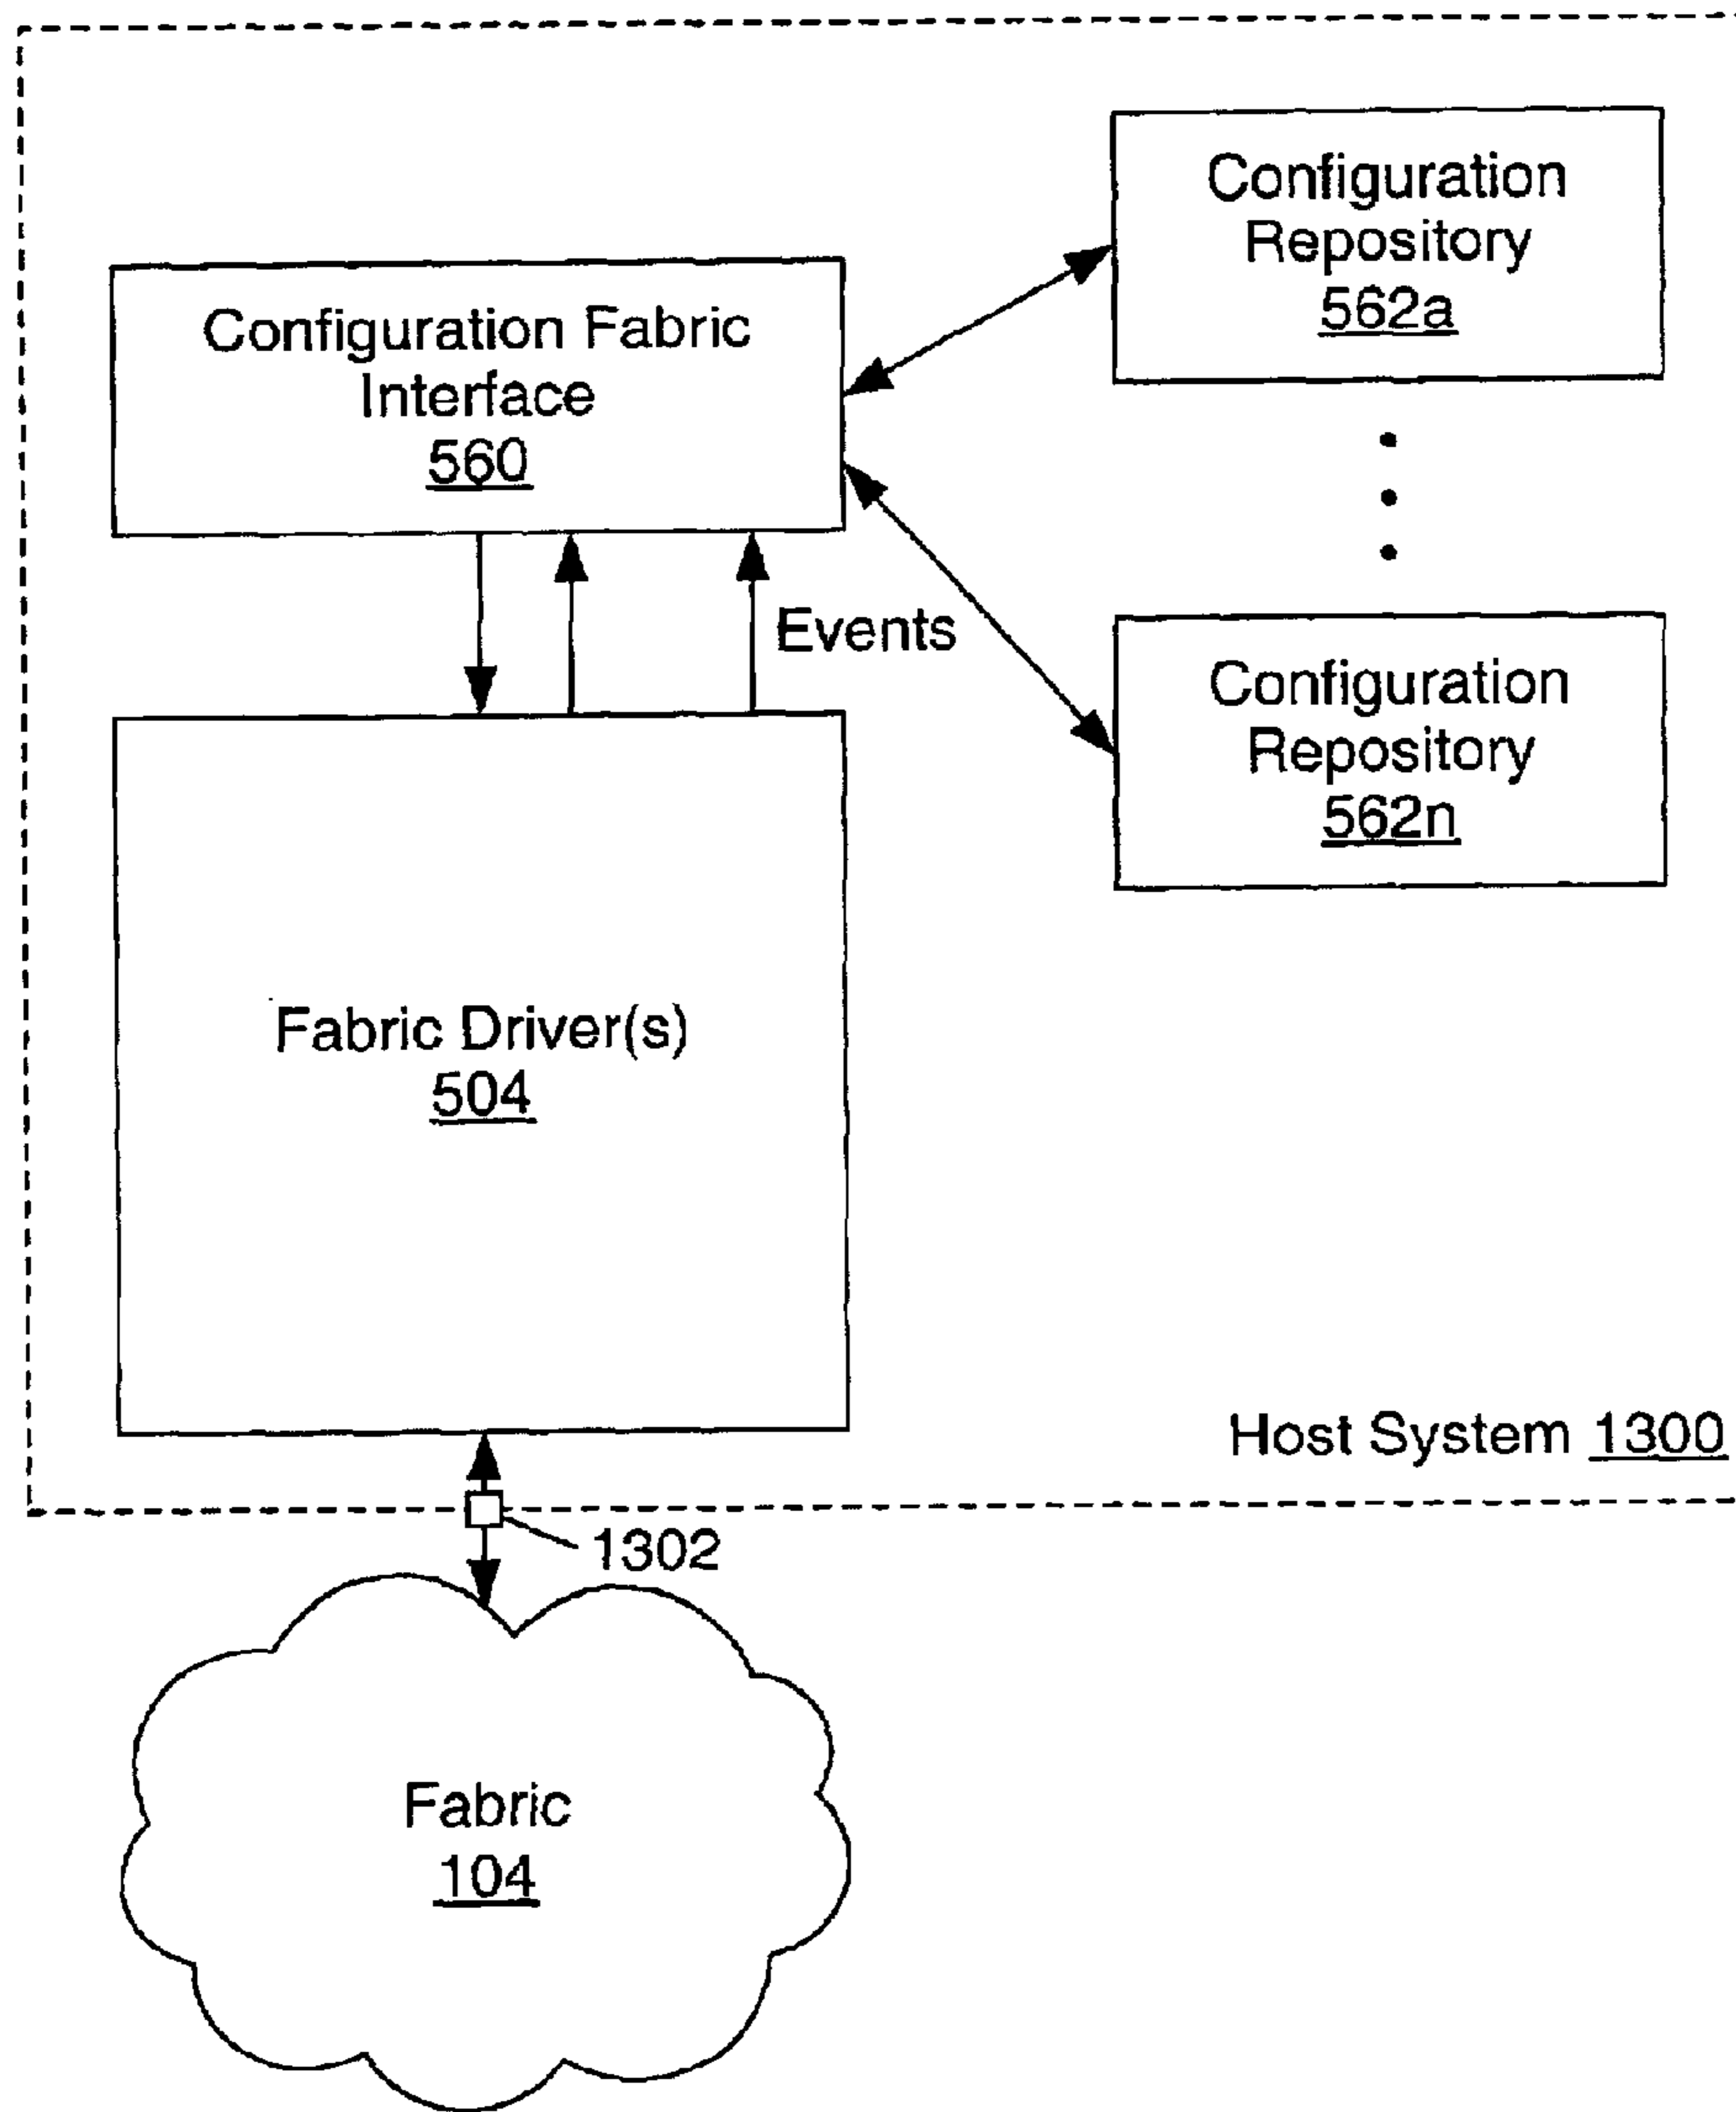 Configuration
Repository
562a
Configuration Fabric
Interface
560
Events
Configuration
Repository
562n
Fabric Driver(s)
504
Host System 1300
1302
Fabric
104